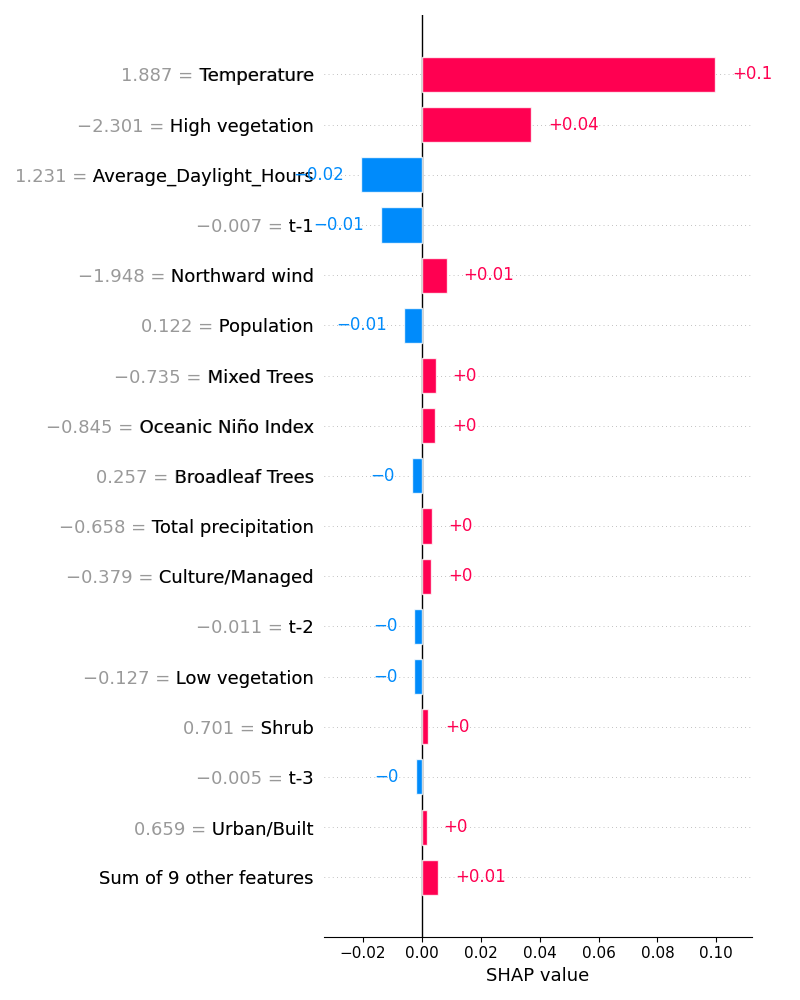 1.887 = Temperature +0.1
−2.301 = High vegetation +0.04
1.231 = Average_Daylight_Hours −0.02
−0.007 = t-1 −0.01
−1.948 = Northward wind +0.01
0.122 = Population −0.01
−0.735 = Mixed Trees +0
−0.845 = Oceanic Niño Index +0
0.257 = Broadleaf Trees −0
−0.658 = Total precipitation +0
−0.379 = Culture/Managed +0
−0.011 = t-2 −0
−0.127 = Low vegetation −0
0.701 = Shrub +0
−0.005 = t-3 −0
0.659 = Urban/Built +0
Sum of 9 other features +0.01
−0.02 0.00 0.02 0.04 0.06 0.08 0.10
SHAP value